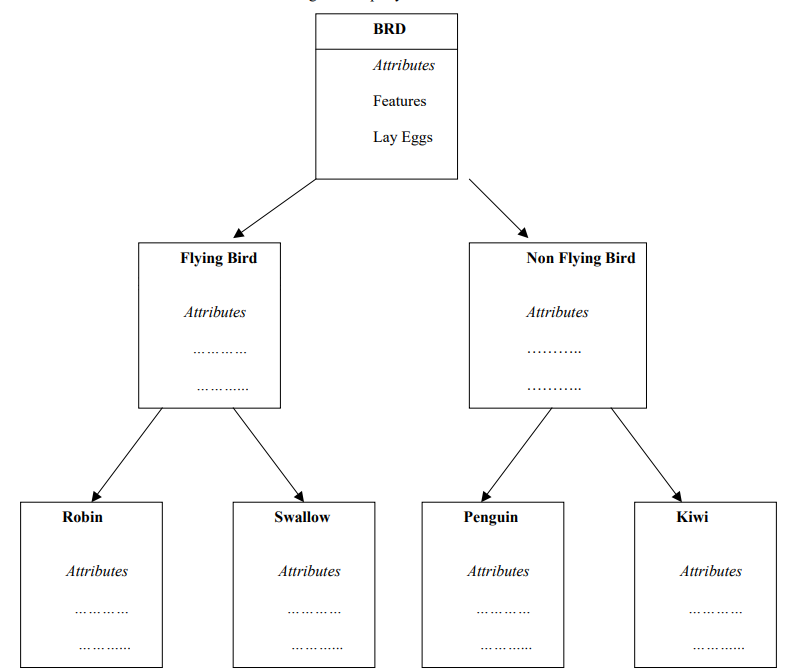 BRD
Attributes
Features
Lay Eggs
Flying Bird
Attributes
…………
………...
Non Flying Bird
Attributes
………..
………..
Robin
Attributes
…………
………...
Swallow
Attributes
…………
………...
Penguin
Attributes
…………
………...
Kiwi
Attributes
…………
………...